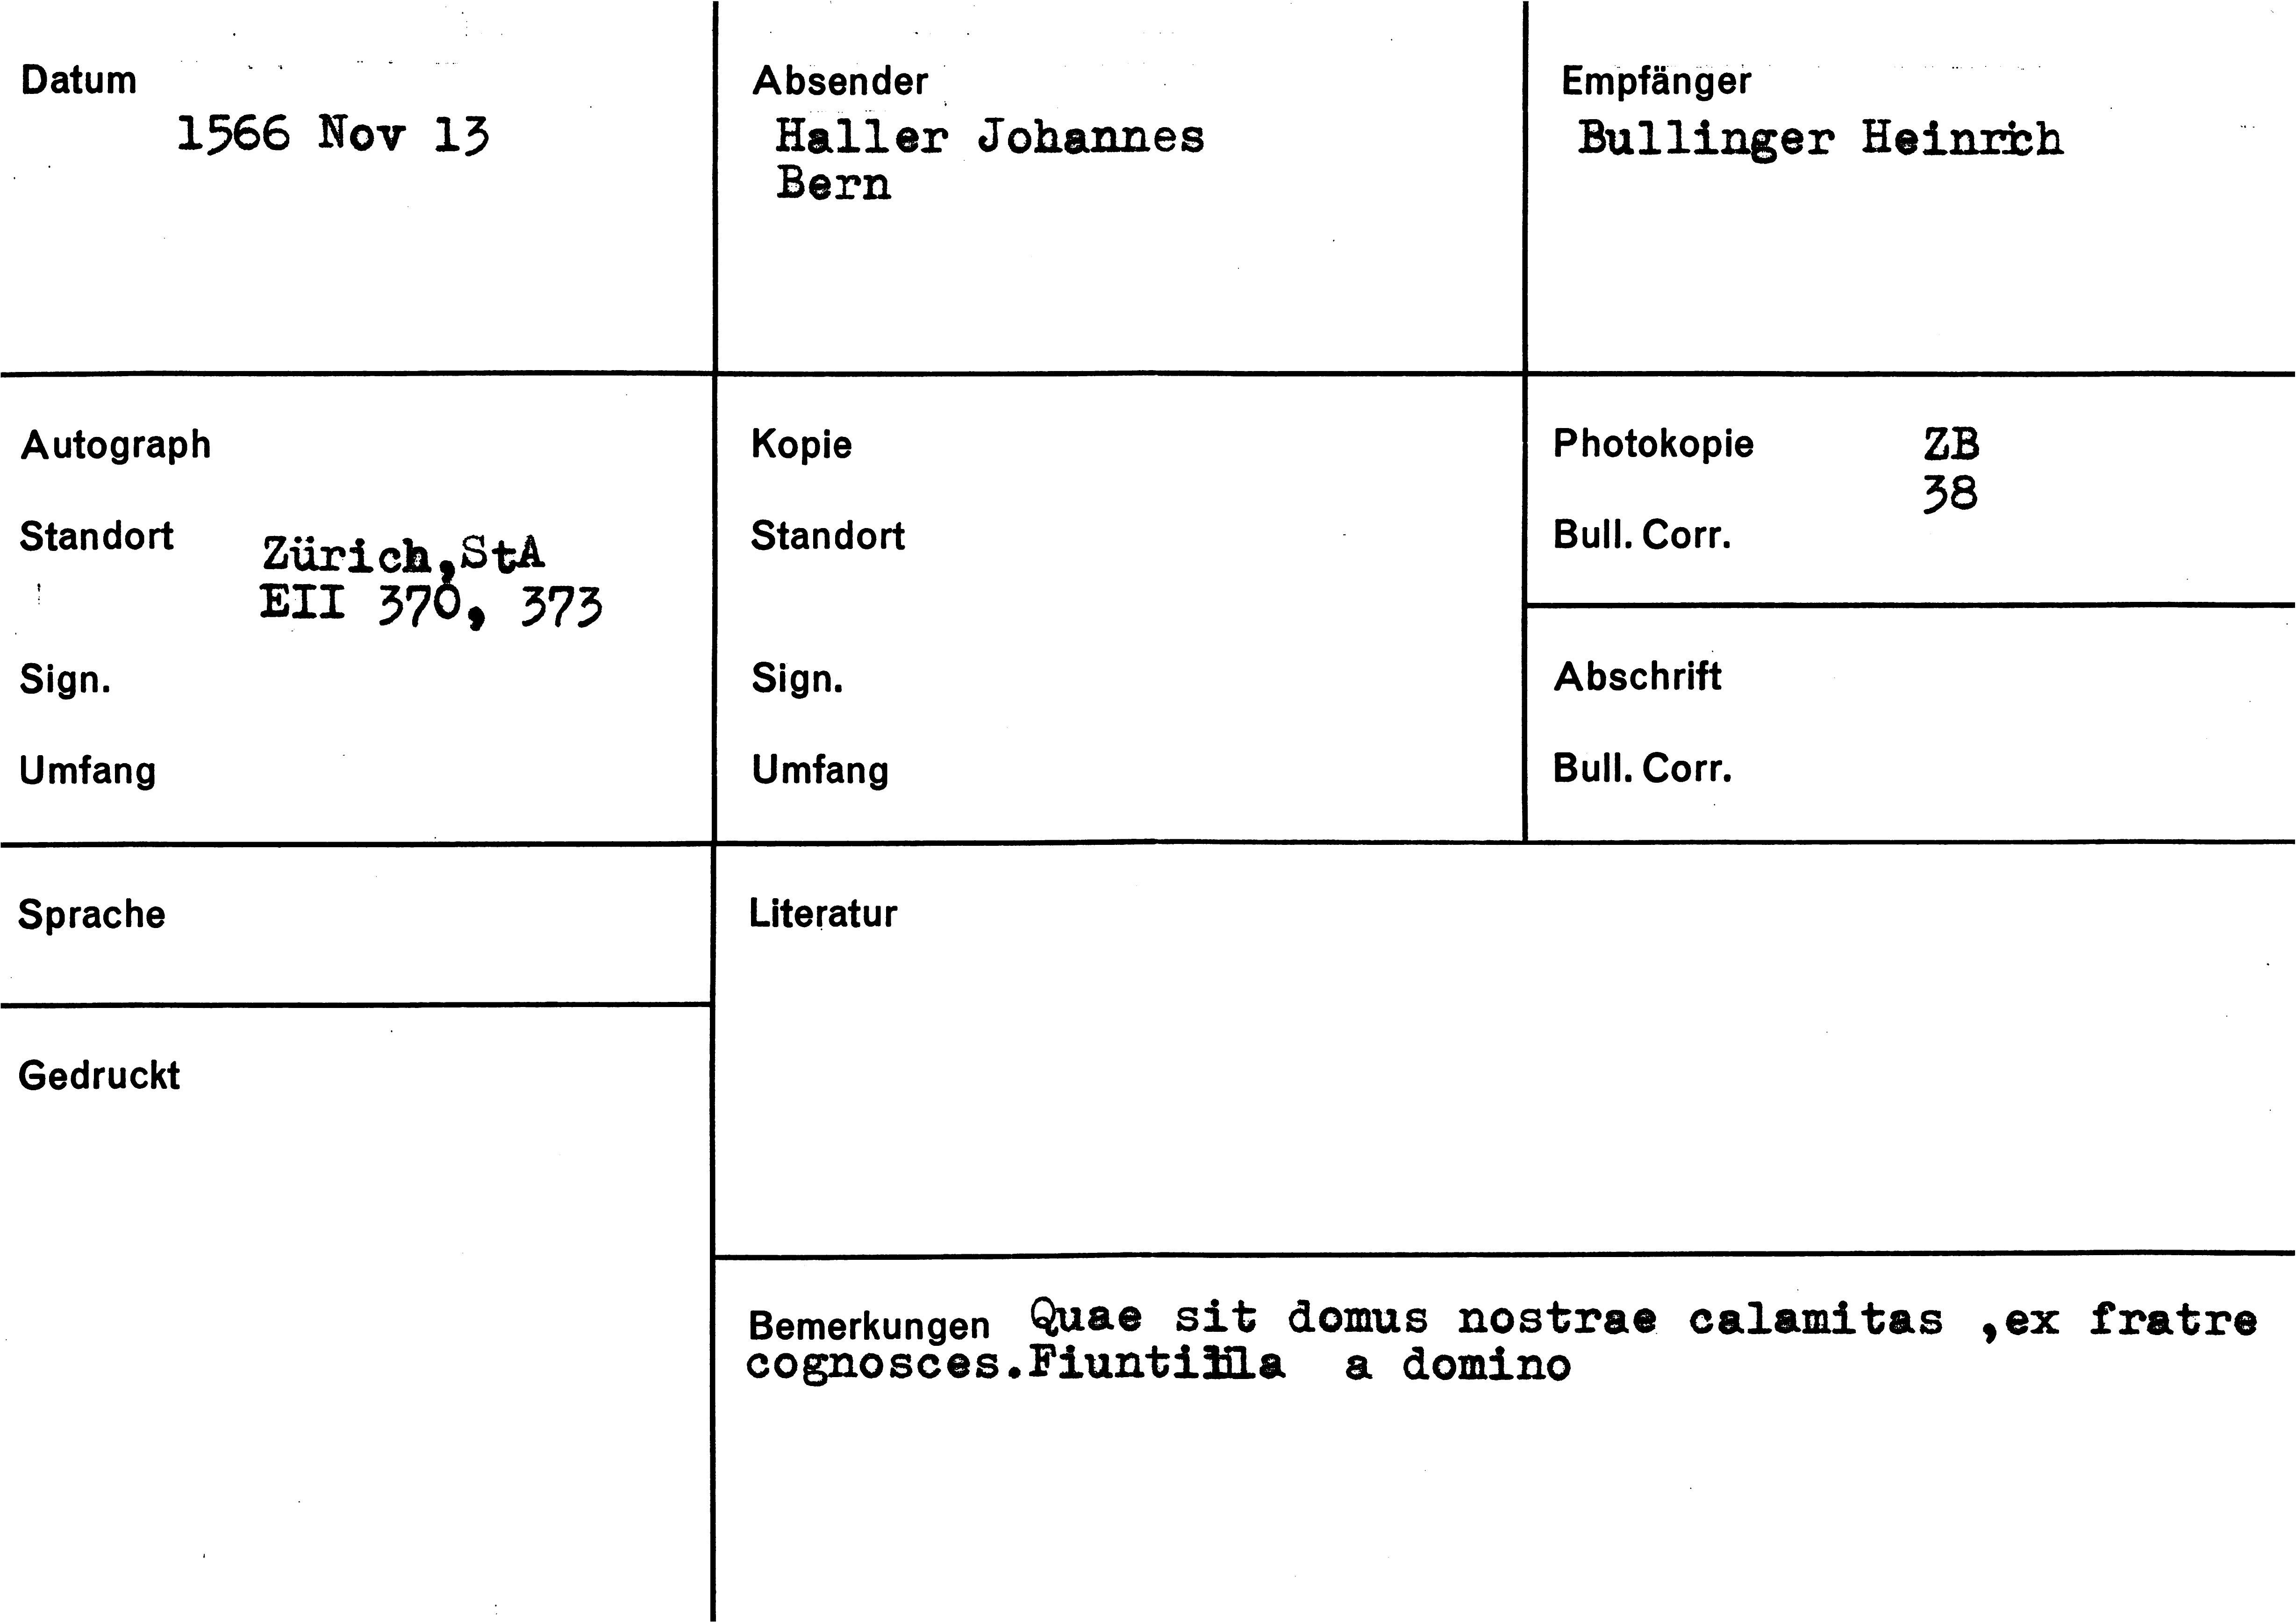 Datum
1566 Nov 13
Absender
Haller Johannes
Bern
Empfänger
Bullinger Heinrich
Autograph
Standort
Zürich,StA
EII 370, 373
Sign.
Umfang
Kopie
Standort
Sign.
Umfang
Photokopie ZB
38
Bull. Corr.
Abschrift
Bull. Corr.
Sprache
Gedruckt
Literatur
Bemerkungen Quae sit domus nostrae calamitas ,ex fratre
cognosces. a domino